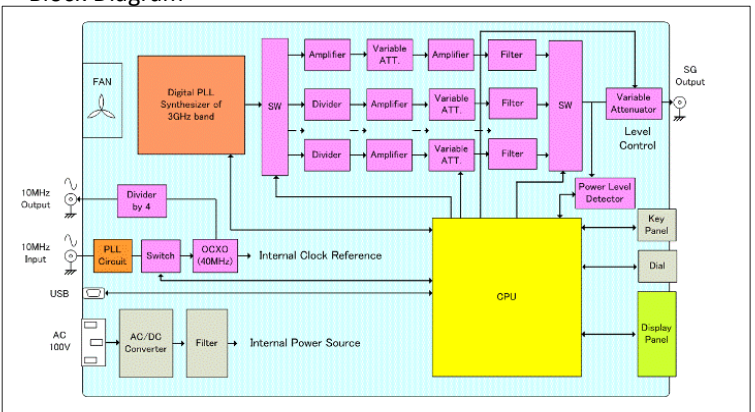 Block Diagram
FAN
Digital PLL
Synthesizer of
3GHz band
SW
Amplifier
Variable
ATT.
Amplifier
Filter
Divider
Amplifier
Variable
ATT.
Filter
Divider
Amplifier
Variable
ATT.
Filter
SW
Variable
Attenuator
SG
Output
Level
Control
Power Level
Detector
10MHz
Output
Divider
by 4
10MHz
Input
PLL
Circuit
Switch
OCXO
(40MHz)
Internal Clock Reference
USB
CPU
Key
Panel
Dial
Display
Panel
AC
100V
AC/DC
Converter
Filter
Internal Power Source